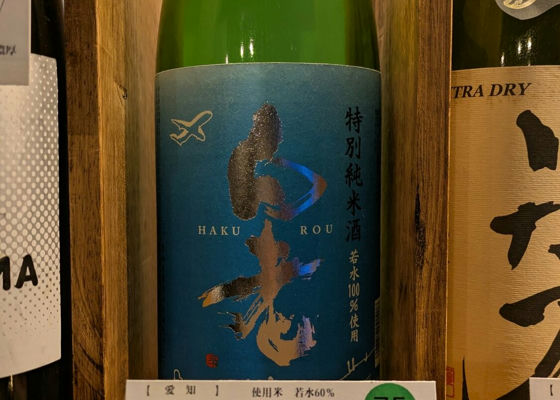 白老
HAKU ROU
特別純米酒
若水100%使用
TRA DRY
MA
【 愛 知 】 使用米 若水60%